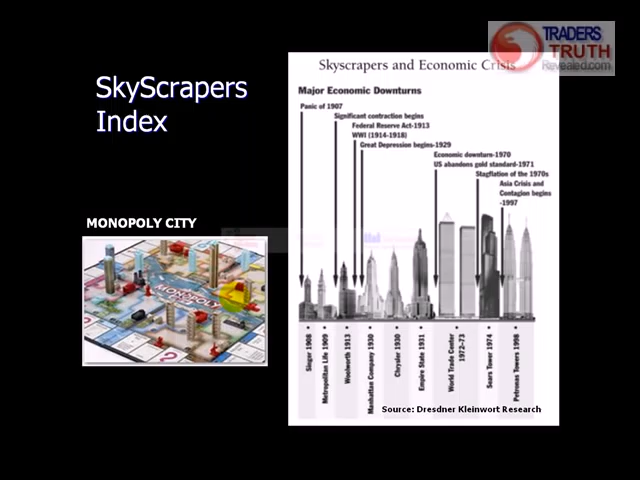 TRADERS
TRUTH
Revealed.com
SkyScrapers
Index
MONOPOLY CITY
MONOPOLY
Skyscrapers and Economic Crisis
Major Economic Downturns
Panic of 1907
Significant contraction begins
Federal Reserve Act-1913
WWI (1914-1918)
Great Depression begins-1929
Economic downturn-1970
US abandons gold standard-1971
Stagflation of the 1970s
Asia Crisis and
Contagion begins
-1997
Singer 1908
Metropolitan Life 1909
Woolworth 1913
Manhattan Company 1930
Chrysler 1930
Empire State 1931
World Trade Center
1972-73
Sears Tower 1974
Petronas Towers 1998
Source: Dresdner Kleinwort Research